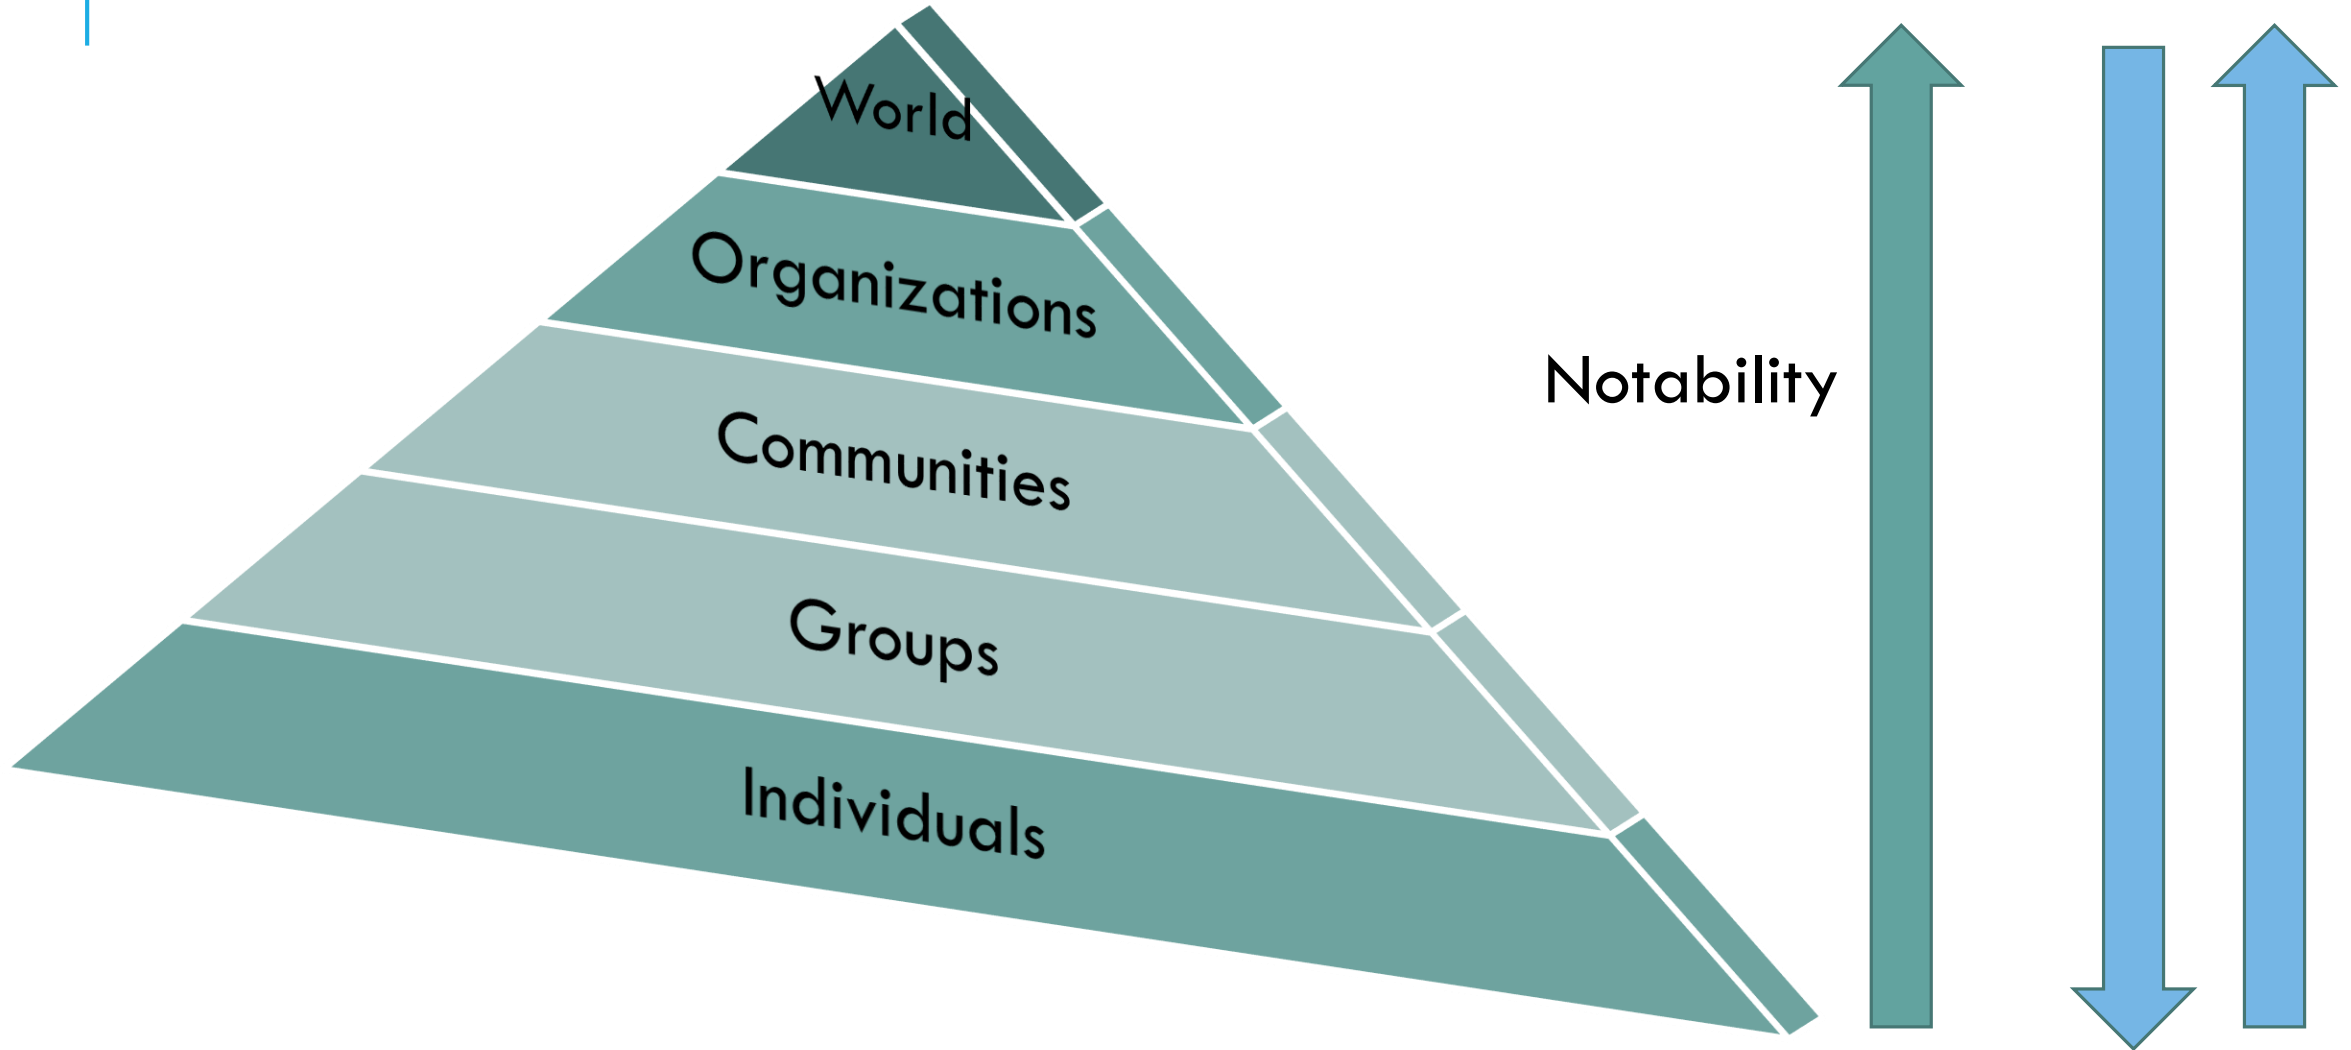 World
Organizations
Notability
Communities
Groups
Individuals